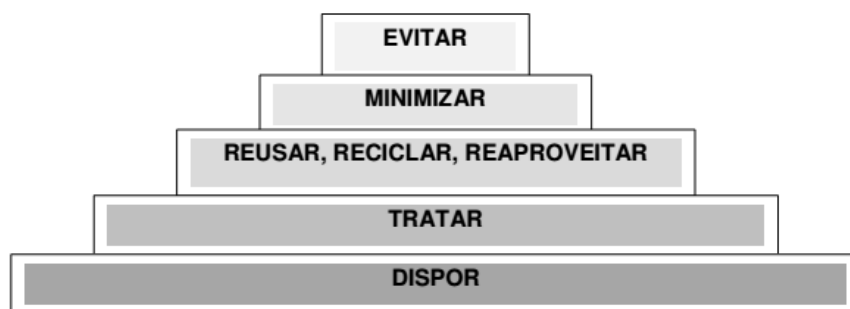 EVITAR
MINIMIZAR
REUSAR, RECICLAR, REAPROVEITAR
TRATAR
DISPOR